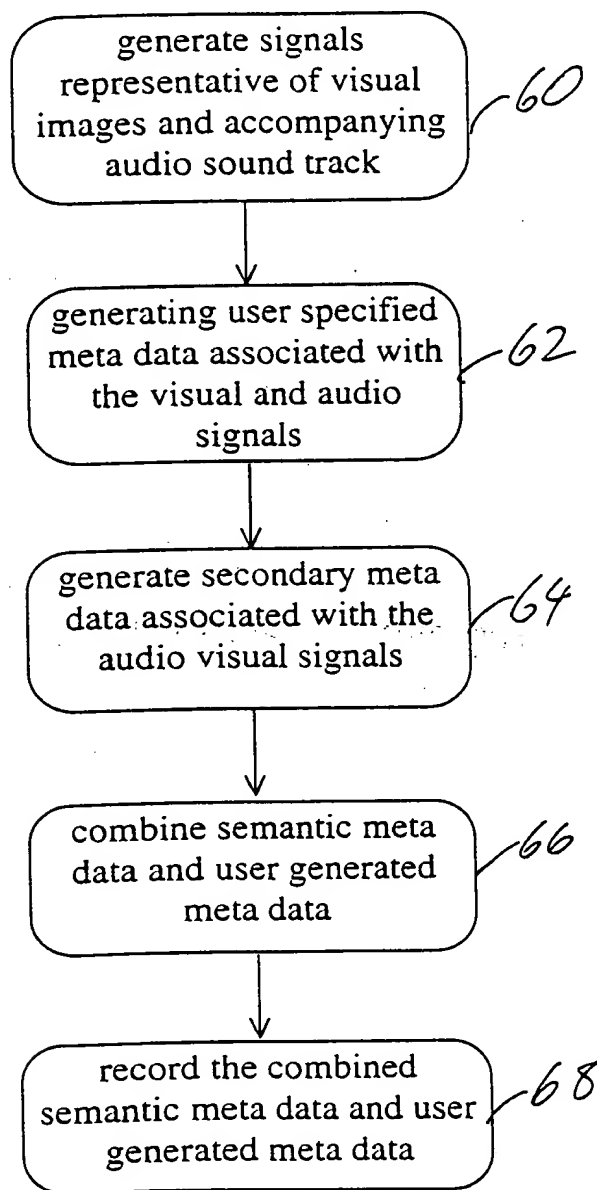 generate signals
representative of visual
images and accompanying
audio sound track
60
generating user specified
meta data associated with
the visual and audio
signals
62
generate secondary meta
data associated with the
audio visual signals
64
combine semantic meta
data and user generated
meta data
66
record the combined
semantic meta data and user
generated meta data
68